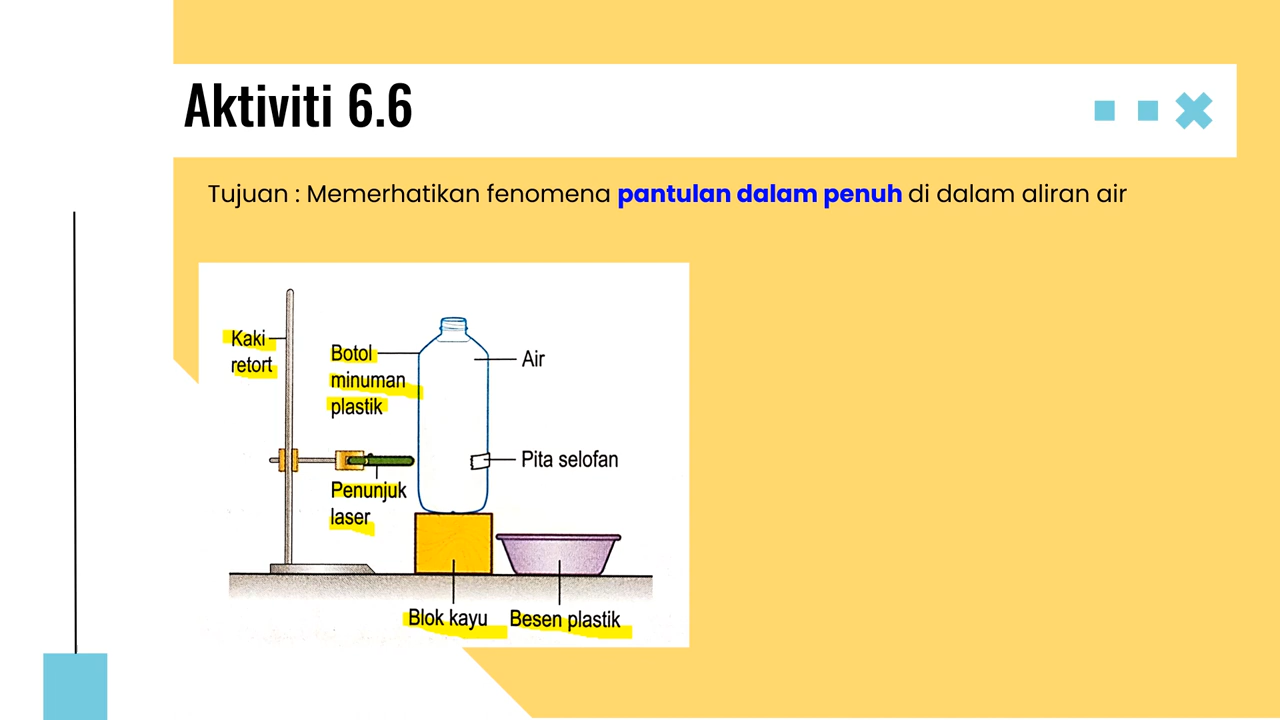 Aktiviti 6.6
Tujuan : Memerhatikan fenomena pantulan dalam penuh di dalam aliran air
Kaki
retort
Botol
minuman
plastik
Air
Pita selofan
Penunjuk
laser
Blok kayu
Besen plastik